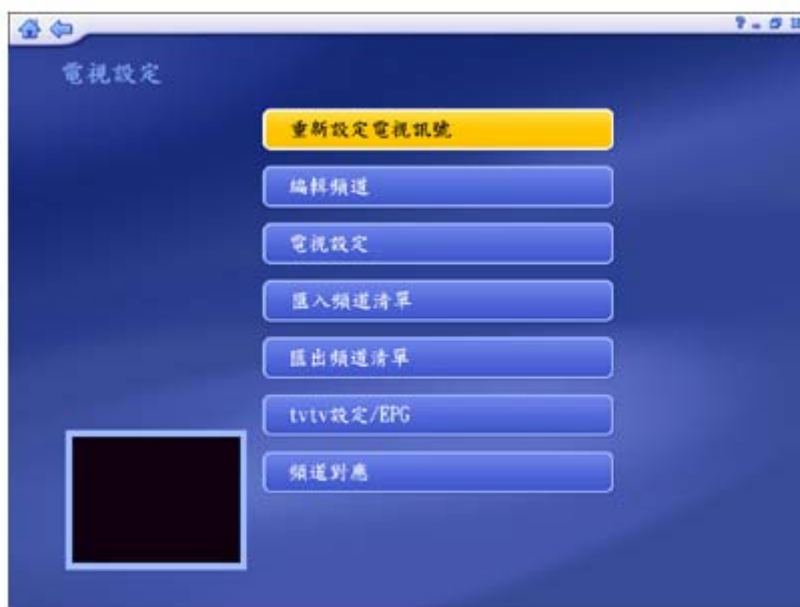 電視設定
重新設定電視訊號
編輯頻道
電視設定
匯入頻道清單
匯出頻道清單
tvtv設定/EPG
頻道對應